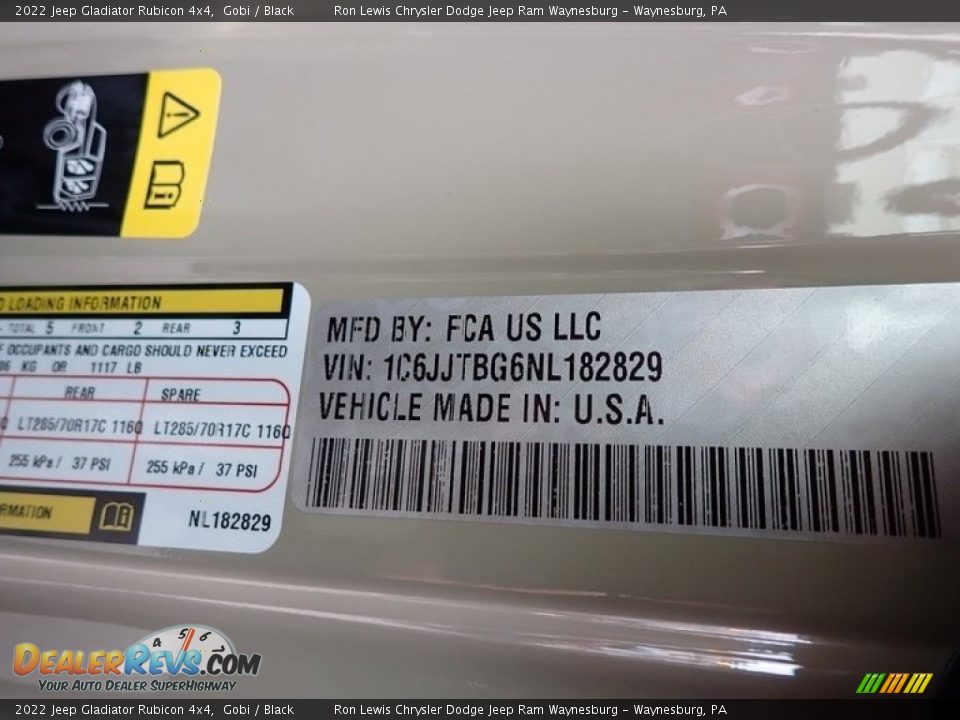 2022 Jeep Gladiator Rubicon 4x4, Gobi / Black Ron Lewis Chrysler Dodge Jeep Ram Waynesburg - Waynesburg, PA
LOADING INFORMATION
TOTAL 5 FRONT 2 REAR 3
OCCUPANTS AND CARGO SHOULD NEVER EXCEED
KG OR 1117 LB
REAR SPARE
LT285/70R17C 116Q LT285/70R17C 116Q
255 kPa / 37 PSI 255 kPa / 37 PSI
NL182829
MFD BY: FCA US LLC
VIN: 1C6JJTBG6NL182829
VEHICLE MADE IN: U.S.A.
4 5 6
DealerRevs.com
Your Auto Dealer SuperHighway
2022 Jeep Gladiator Rubicon 4x4, Gobi / Black Ron Lewis Chrysler Dodge Jeep Ram Waynesburg - Waynesburg, PA